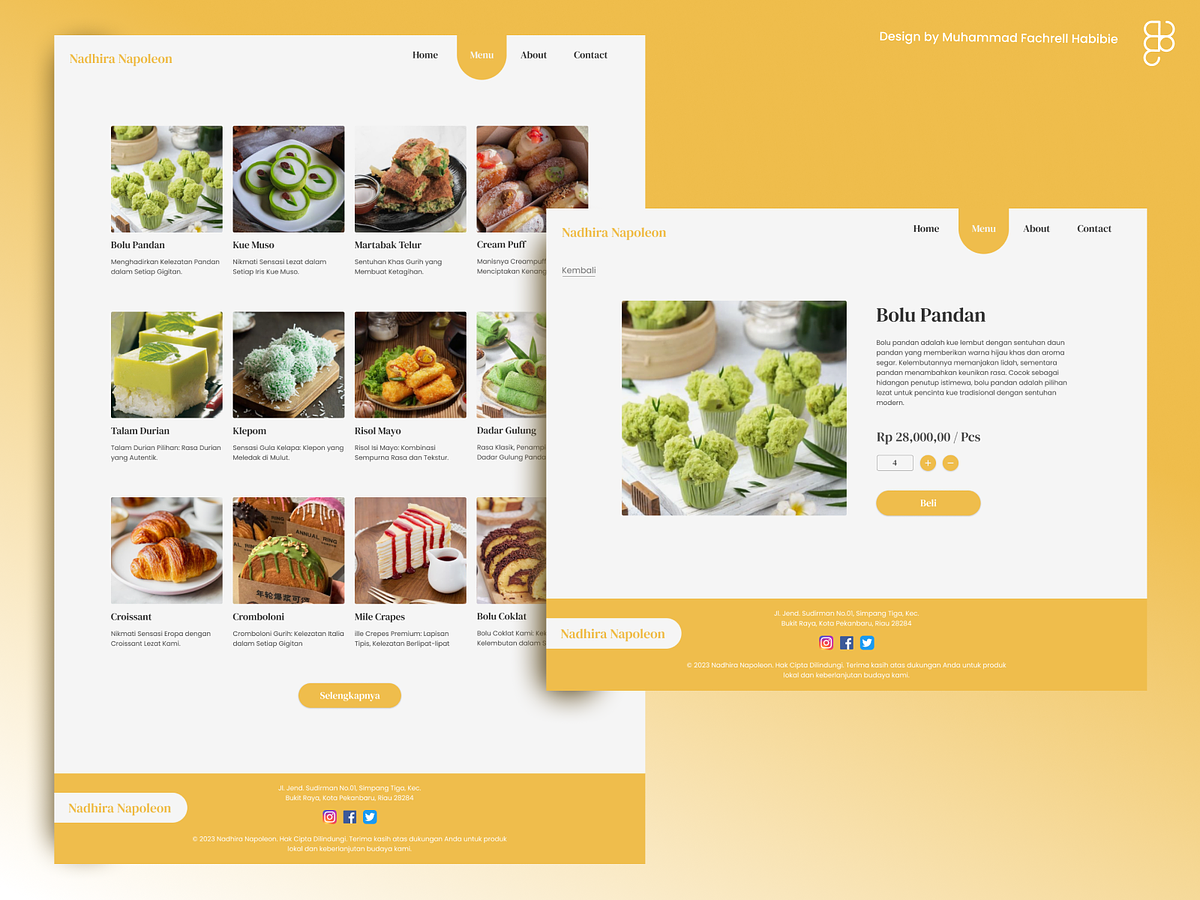 Design by Muhammad Fachrell Habibie
Nadhira Napoleon
Home Menu About Contact
Bolu Pandan
Menghadirkan Kelezatan Pandan
dalam Setiap Gigitan.
Kue Muso
Nikmati Sensasi Lezat dalam
Setiap Iris Kue Muso.
Martabak Telur
Sentuhan Khas Gurih yang
Membuat Ketagihan.
Cream Puff
Manisnya Creampuff
Menciptakan Kenang
Talam Durian
Talam Durian Pilihan: Rasa Durian
yang Autentik.
Klepom
Sensasi Gula Kelapa: Klepon yang
Meledak di Mulut.
Risol Mayo
Risol Isi Mayo: Kombinasi
Sempurna Rasa dan Tekstur.
Dadar Gulung
Rasa Klasik, Penamp
Dadar Gulung Panda
Croissant
Nikmati Sensasi Eropa dengan
Croissant Lezat Kami.
ANNUAL RING
年轮爆浆可颂
Cromboloni
Cromboloni Gurih: Kelezatan Italia
dalam Setiap Gigitan
Mile Crapes
ille Crepes Premium: Lapisan
Tipis, Kelezatan Berlipat-lipat
Bolu Coklat
Bolu Coklat Kami: Kel
Kelembutan dalam S
Selengkapnya
Nadhira Napoleon
Jl. Jend. Sudirman No.01, Simpang Tiga, Kec.
Bukit Raya, Kota Pekanbaru, Riau 28284
© 2023 Nadhira Napoleon. Hak Cipta Dilindungi. Terima kasih atas dukungan Anda untuk produk
lokal dan keberlanjutan budaya kami.
Nadhira Napoleon
Home Menu About Contact
Kembali
Bolu Pandan
Bolu pandan adalah kue lembut dengan sentuhan daun
pandan yang memberikan warna hijau khas dan aroma
segar. Kelembutannya memanjakan lidah, sementara
pandan menambahkan keunikan rasa. Cocok sebagai
hidangan penutup istimewa, bolu pandan adalah pilihan
lezat untuk pencinta kue tradisional dengan sentuhan
modern.
Rp 28,000,00 / Pcs
4 + −
Beli
Nadhira Napoleon
Jl. Jend. Sudirman No.01, Simpang Tiga, Kec.
Bukit Raya, Kota Pekanbaru, Riau 28284
© 2023 Nadhira Napoleon. Hak Cipta Dilindungi. Terima kasih atas dukungan Anda untuk produk
lokal dan keberlanjutan budaya kami.